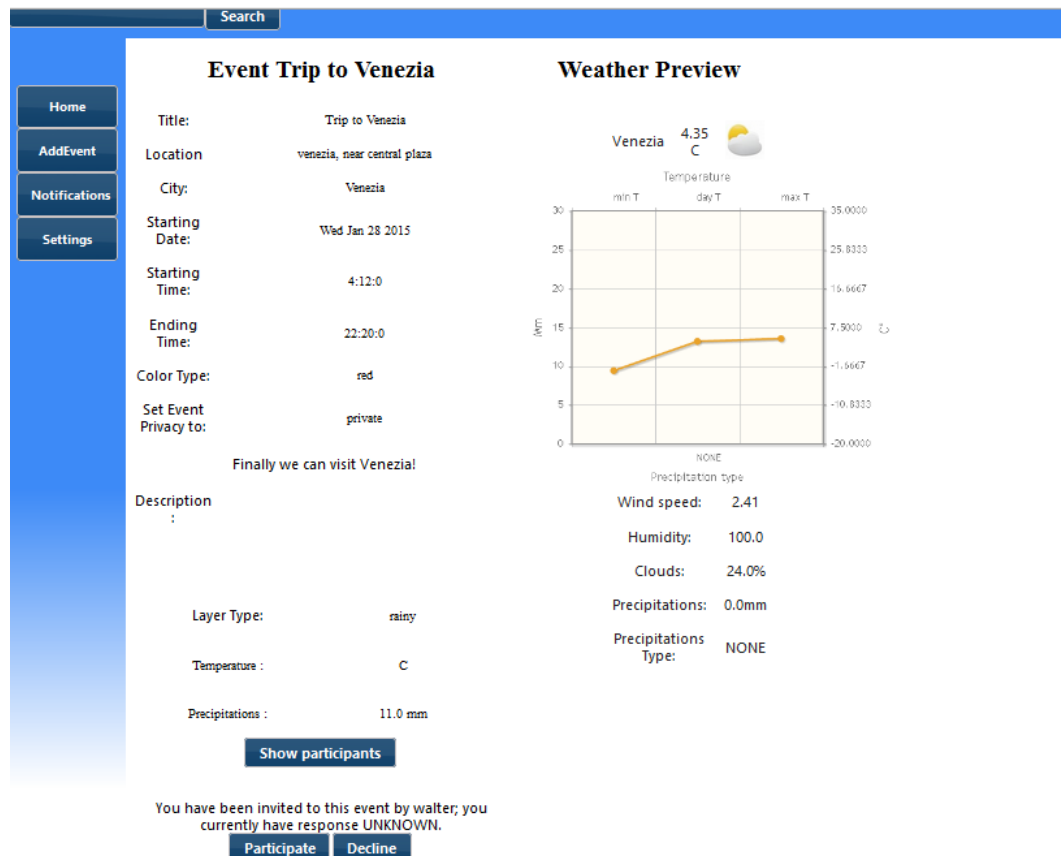 Search
Home
AddEvent
Notifications
Settings
Event Trip to Venezia
Title: Trip to Venezia
Location venezia, near central plaza
City: Venezia
Starting
Date: Wed Jan 28 2015
Starting
Time: 4:12:0
Ending
Time: 22:20:0
Color Type: red
Set Event
Privacy to: private
Finally we can visit Venezia!
Description
:
Layer Type: rainy
Temperature : C
Precipitations : 11.0 mm
Show participants
You have been invited to this event by walter; you
currently have response UNKNOWN.
Participate Decline
Weather Preview
Venezia 4.35
C
Temperature
min T day T max T
30 35.0000
25 25.8333
20 16.6667
15 7.5000
10 -1.6667
5 -10.8333
0 -20.0000
NONE
Precipitation type
Wind speed: 2.41
Humidity: 100.0
Clouds: 24.0%
Precipitations: 0.0mm
Precipitations
Type: NONE